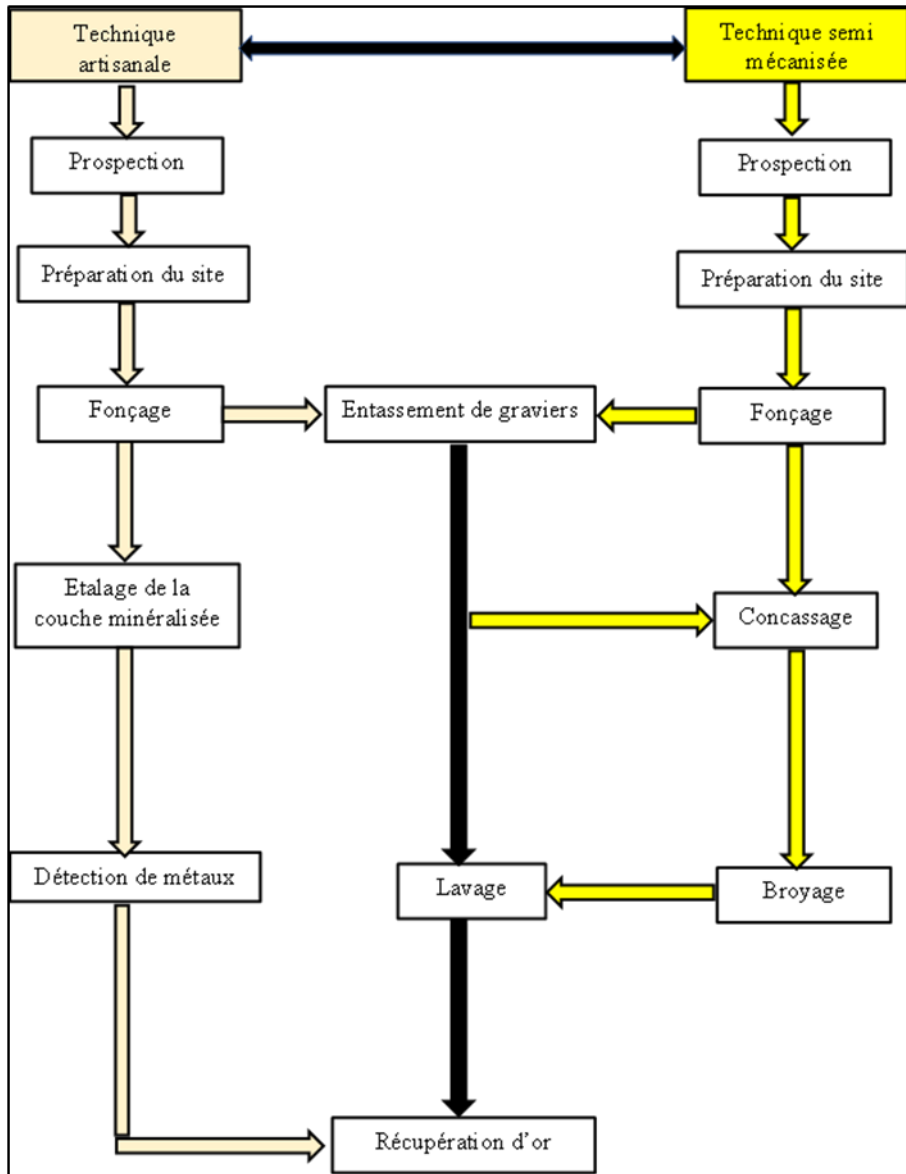 Technique
artisanale
Technique semi
mécanisée
Prospection
Prospection
Préparation du site
Préparation du site
Fonçage
Entassement de graviers
Fonçage
Etalage de la
couche minéralisée
Concassage
Détection de métaux
Lavage
Broyage
Récupération d'or